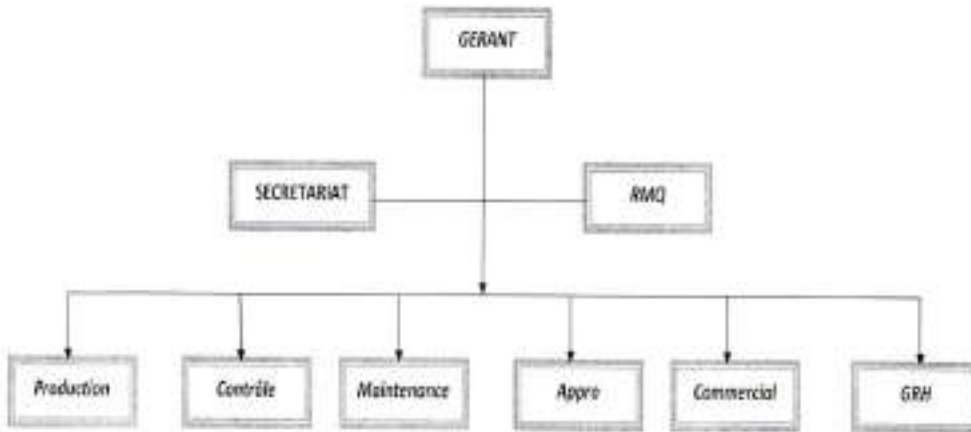 GERANT
SECRETARIAT
RMQ
Production
Contrôle
Maintenance
Appro
Commercial
GRH